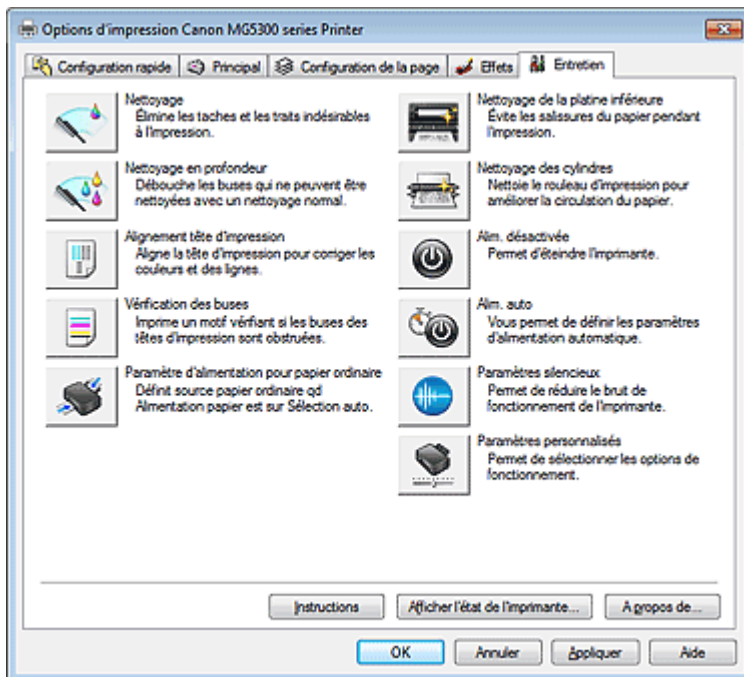 Options d'impression Canon MG5300 series Printer
Configuration rapide
Principal
Configuration de la page
Effets
Entretien
Nettoyage
Élimine les taches et les traits indésirables
à l'impression.
Nettoyage en profondeur
Débouche les buses qui ne peuvent être
nettoyées avec un nettoyage normal.
Alignement tête d'impression
Aligne la tête d'impression pour corriger les
couleurs et des lignes.
Vérification des buses
Imprime un motif vérifiant si les buses des
têtes d'impression sont obstruées.
Paramètre d'alimentation pour papier ordinaire
Définit source papier ordinaire qd
Alimentation papier est sur Sélection auto.
Nettoyage de la platine inférieure
Évite les salissures du papier pendant
l'impression.
Nettoyage des cylindres
Nettoie le rouleau d'impression pour
améliorer la circulation du papier.
Alim. désactivée
Permet d'éteindre l'imprimante.
Alim. auto
Vous permet de définir les paramètres
d'alimentation automatique.
Paramètres silencieux
Permet de réduire le bruit de
fonctionnement de l'imprimante.
Paramètres personnalisés
Permet de sélectionner les options de
fonctionnement.
Instructions
Afficher l'état de l'imprimante...
A propos de...
OK
Annuler
Appliquer
Aide